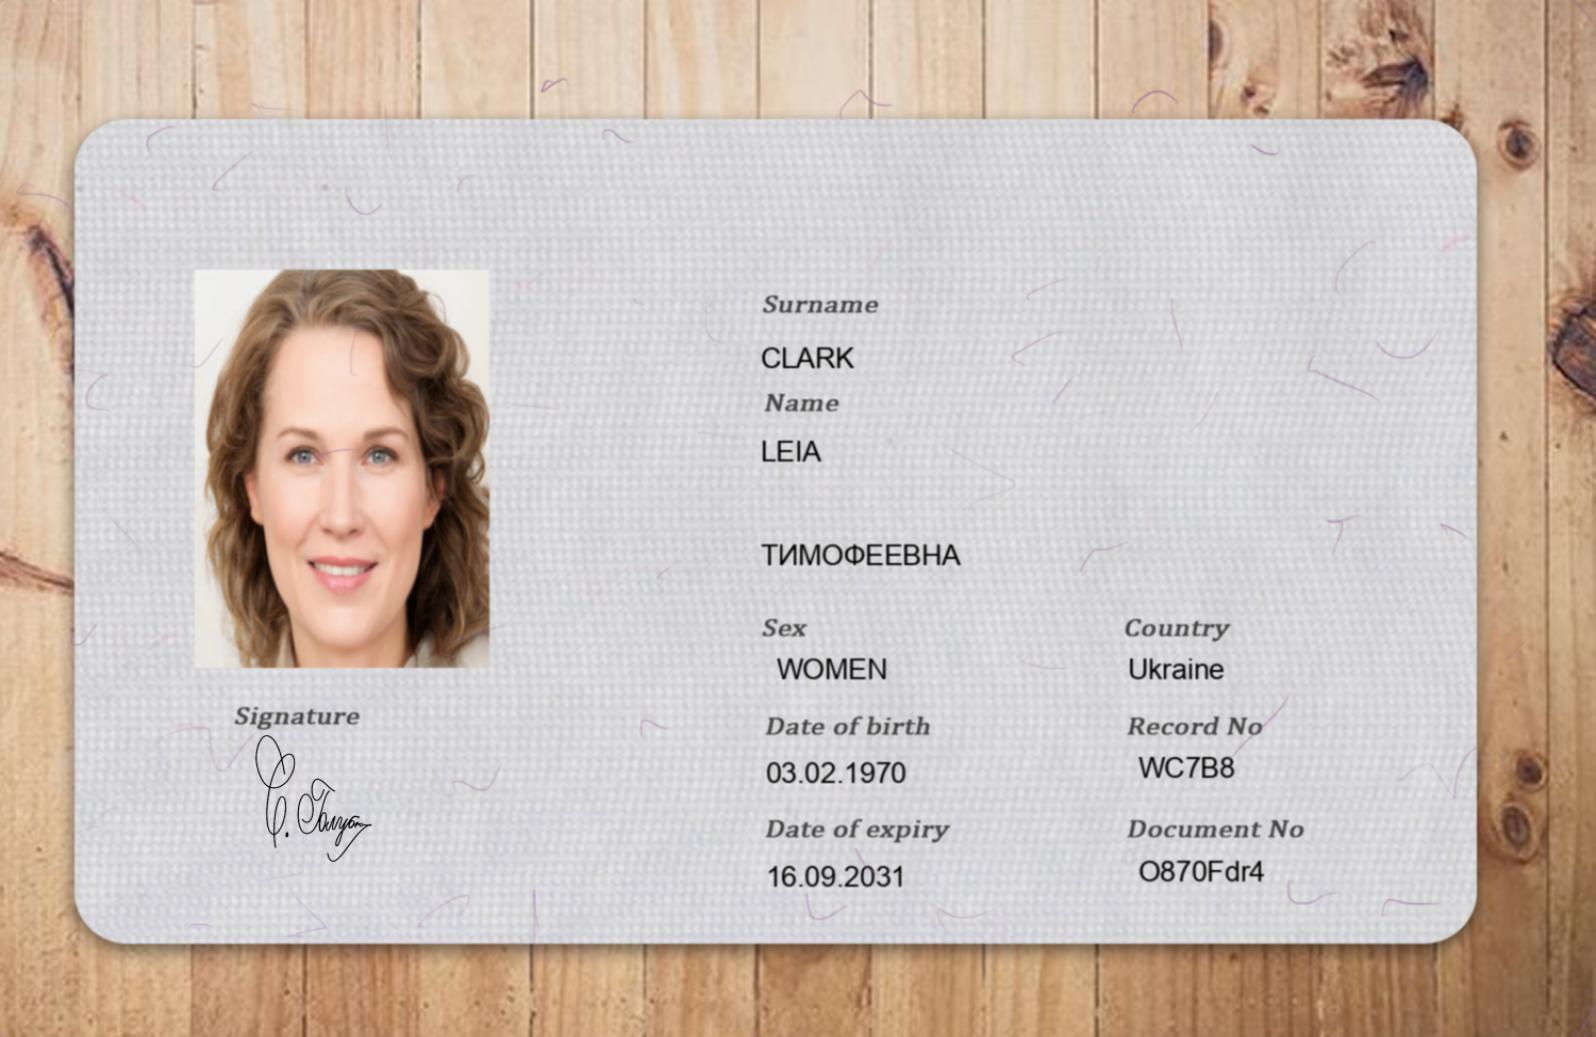 Surname
CLARK
Name
LEIA
ТИМОФЕЕВНА
Sex
Country
WOMEN
Ukraine
Date of birth
Record No
03.02.1970
WC7B8
Date of expiry
Document No
16.09.2031
O870Fdr4
Signature